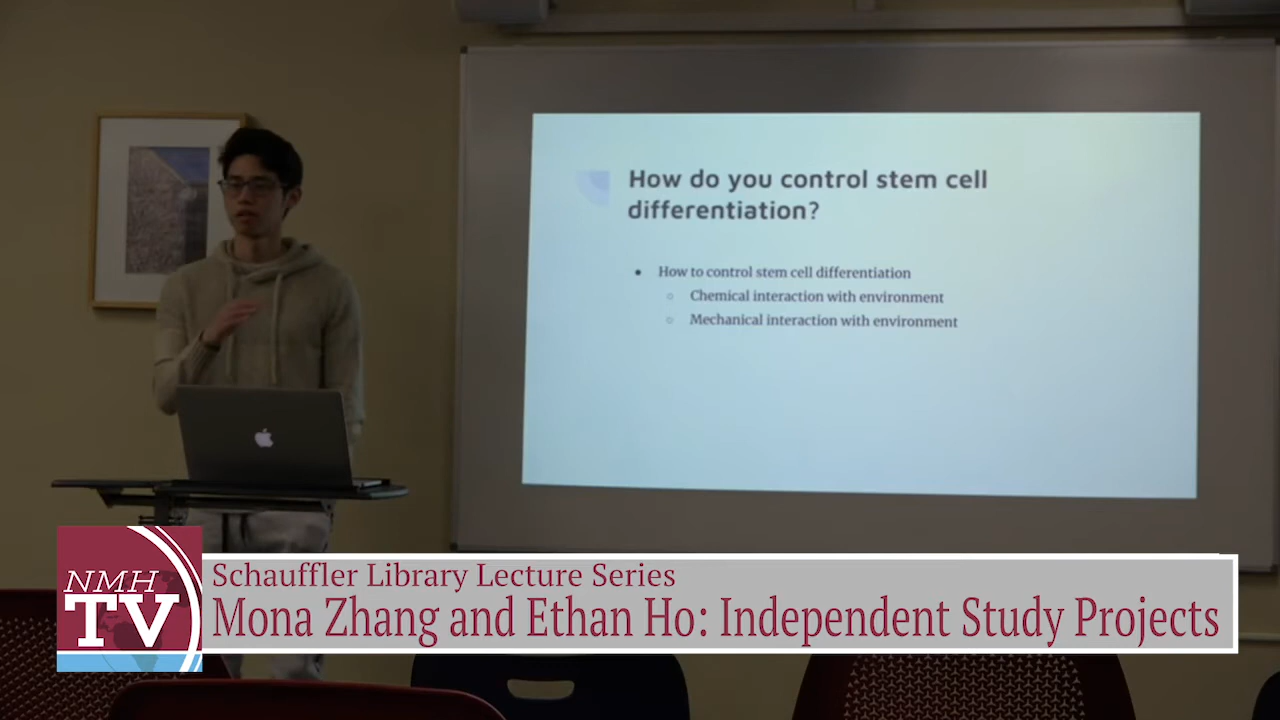 How do you control stem cell
differentiation?
● How to control stem cell differentiation
○ Chemical interaction with environment
○ Mechanical interaction with environment
NMH
TV
Schauffler Library Lecture Series
Mona Zhang and Ethan Ho: Independent Study Projects